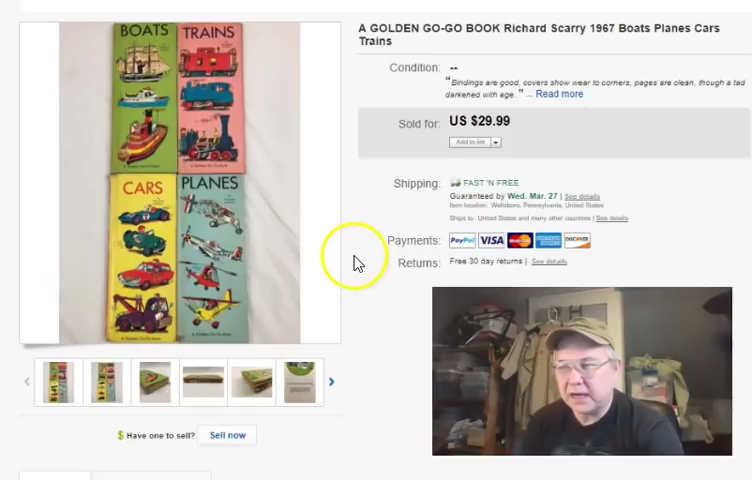 BOATS
TRAINS
CARS
PLANES
A GOLDEN GO-GO BOOK Richard Scarry 1967 Boats Planes Cars
Trains
Condition: --
"Bindings are good, covers show wear to corners, pages are clean, though a tad
darkened with age." ... Read more
Sold for: US $29.99
Add to list
Shipping: FAST 'N FREE
Guaranteed by Wed. Mar. 27 | See details
Item location: Wellsboro, Pennsylvania, United States
Ships to: United States and many other countries | See details
Payments: PayPal VISA MasterCard DISCOVER
Returns: Free 30 day returns | See details
$ Have one to sell? Sell now